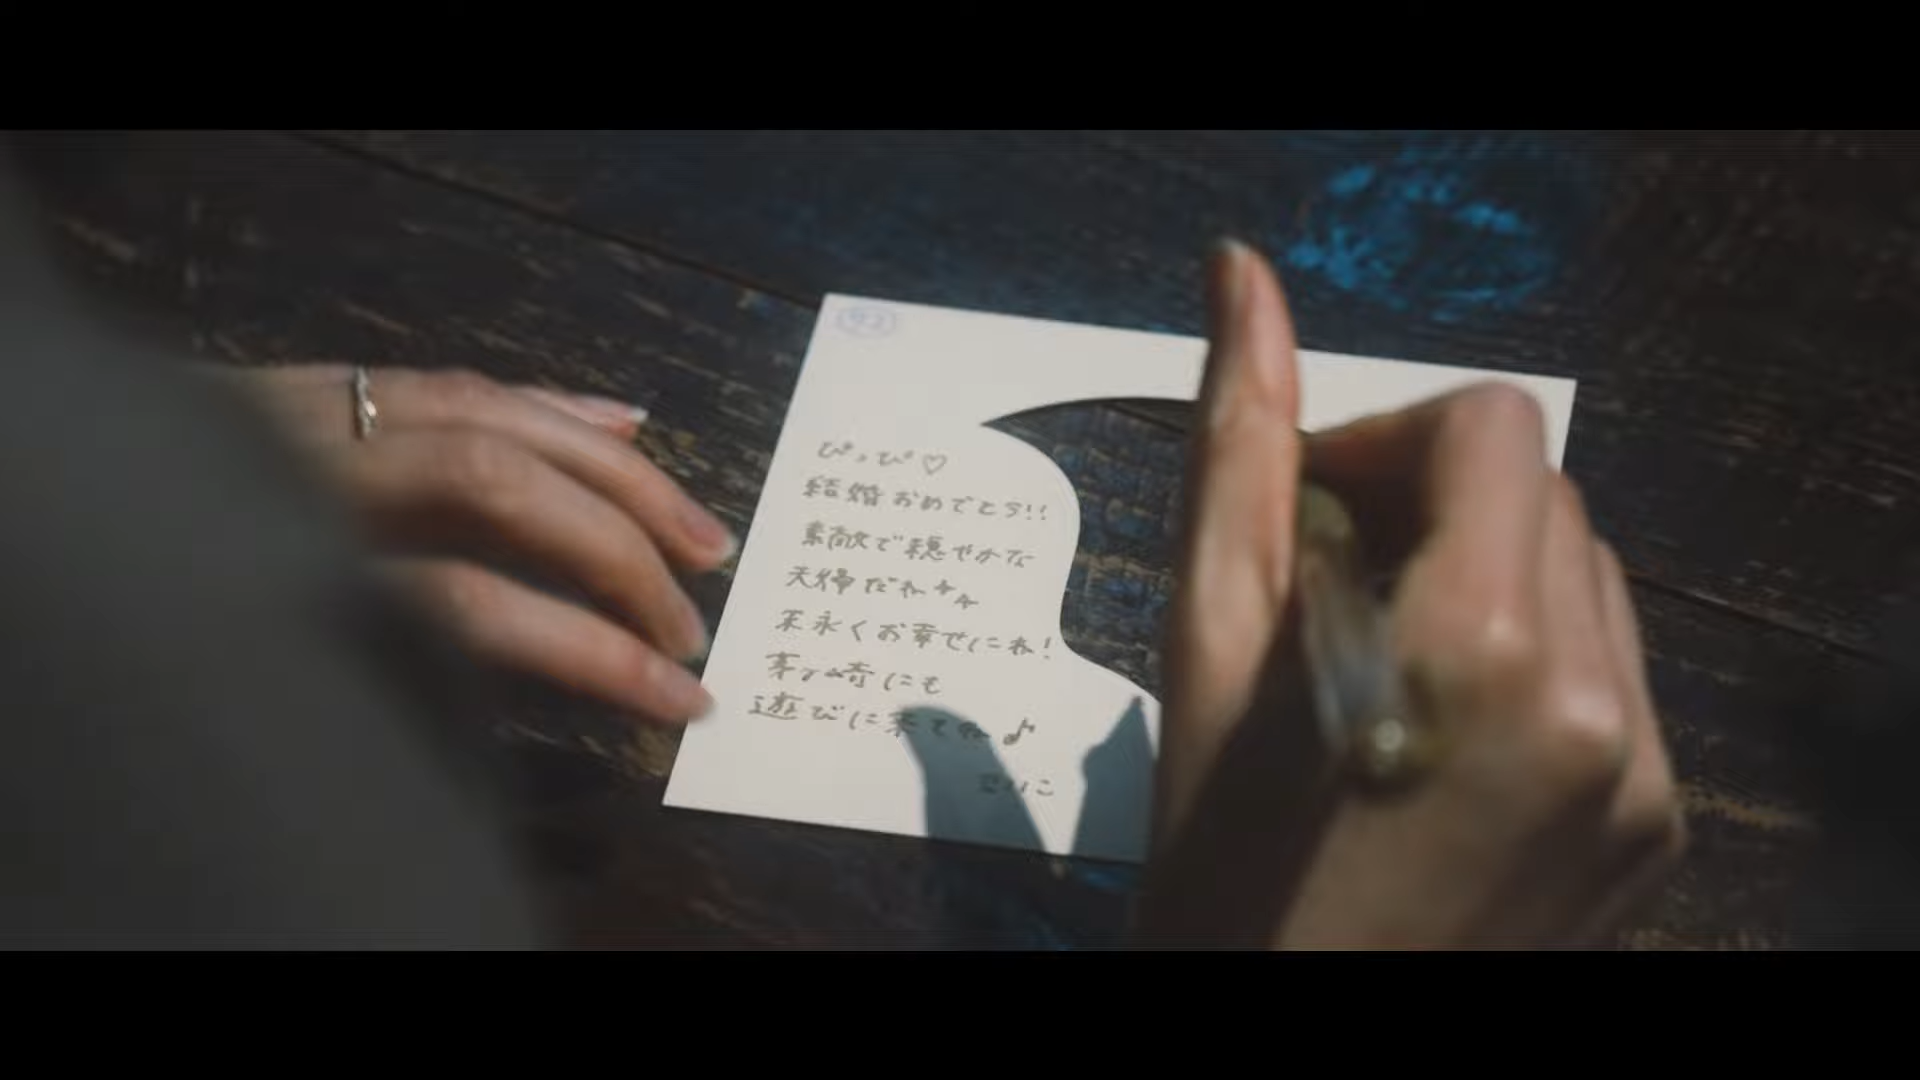 ぴっぴ♡
結婚おめでとう!!
素敵で穏やかな
夫婦だね
末永くお幸せにね!
茅ヶ崎にも
遊びに来てね♪